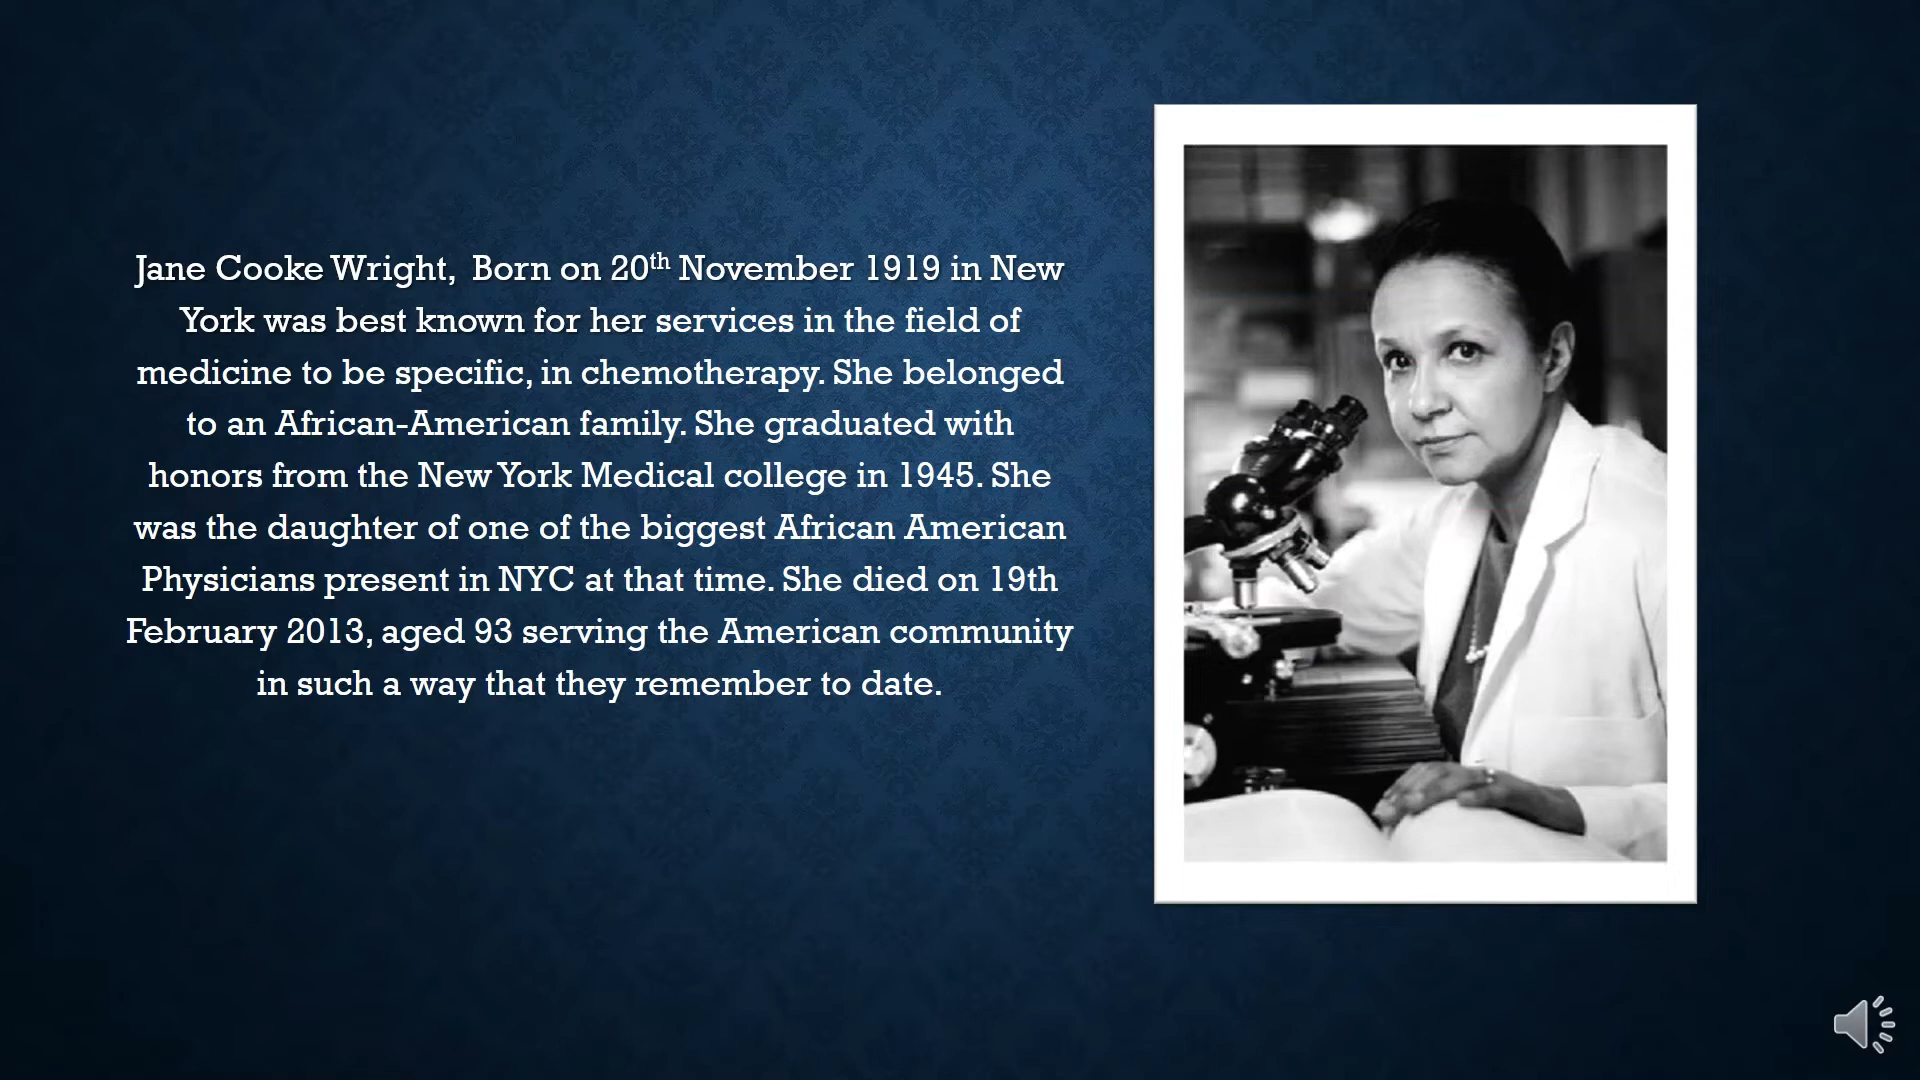 Jane Cooke Wright,  Born on 20th November 1919 in New
York was best known for her services in the field of
medicine to be specific, in chemotherapy. She belonged
to an African-American family. She graduated with
honors from the New York Medical college in 1945. She
was the daughter of one of the biggest African American
Physicians present in NYC at that time. She died on 19th
February 2013, aged 93 serving the American community
in such a way that they remember to date.